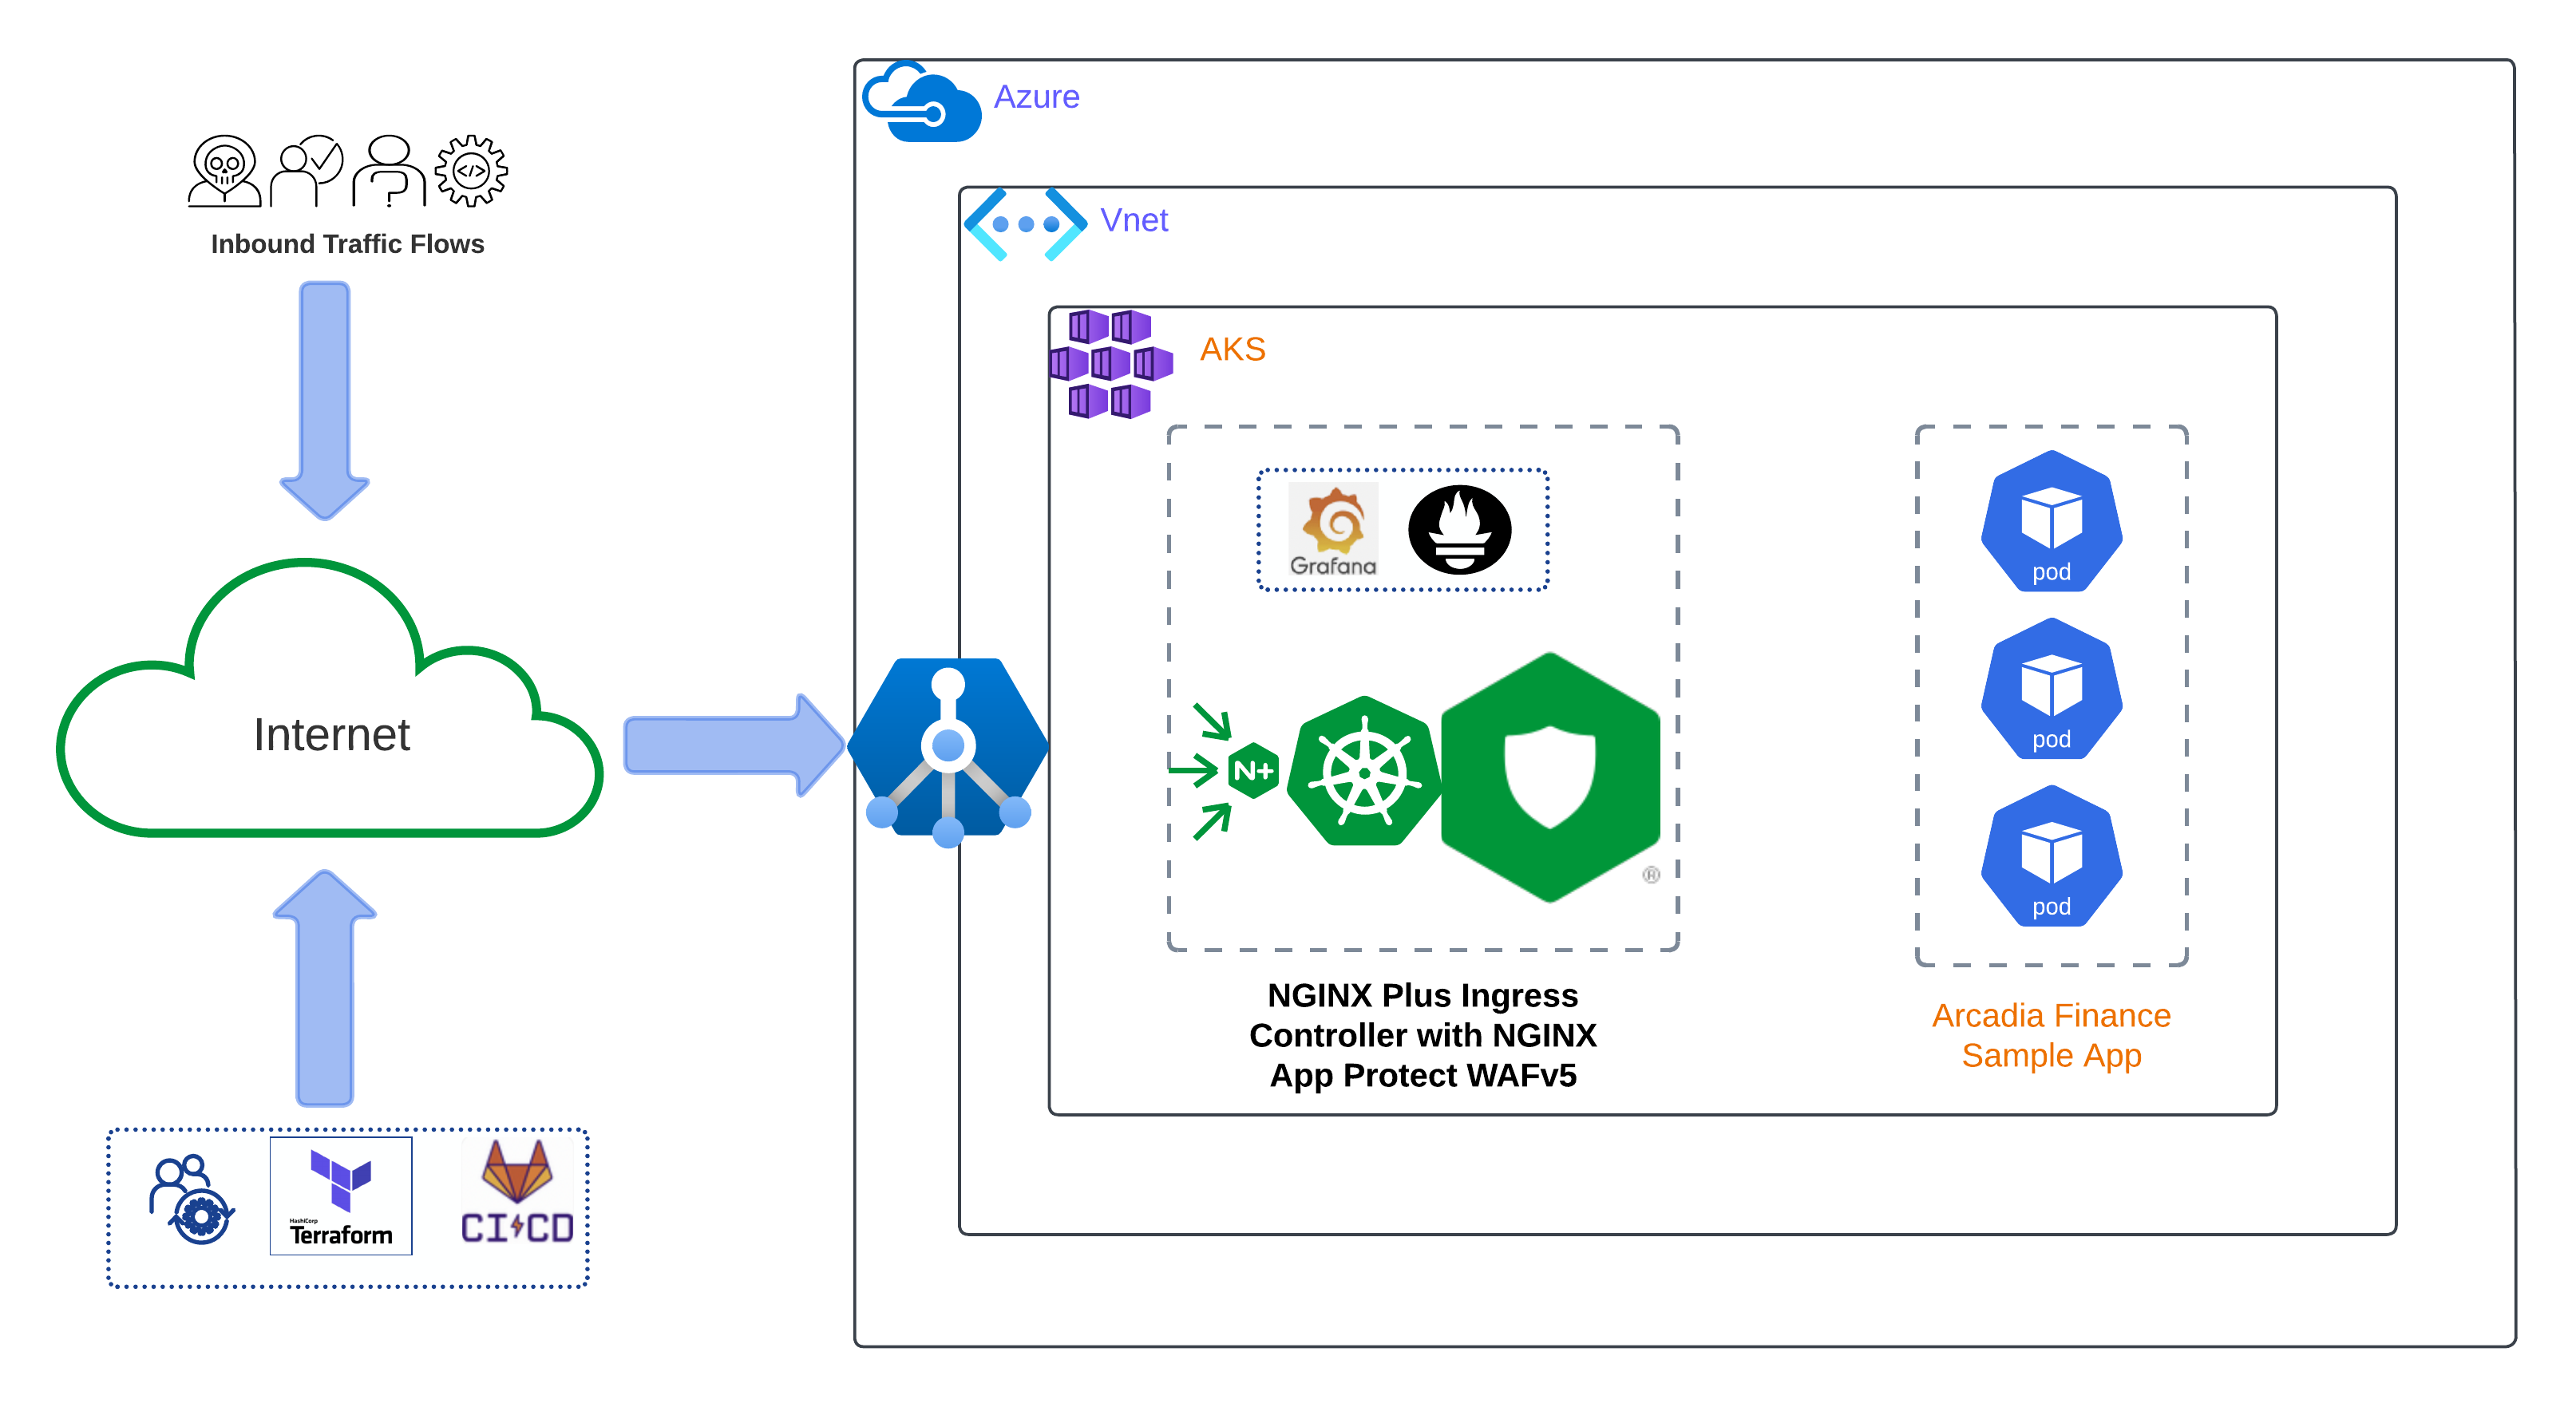 Azure
Vnet
AKS
Inbound Traffic Flows
</>
Internet
Grafana
N+
®
pod
pod
pod
NGINX Plus Ingress
Controller with NGINX
App Protect WAFv5
Arcadia Finance
Sample App
HashiCorp
Terraform
CI CD